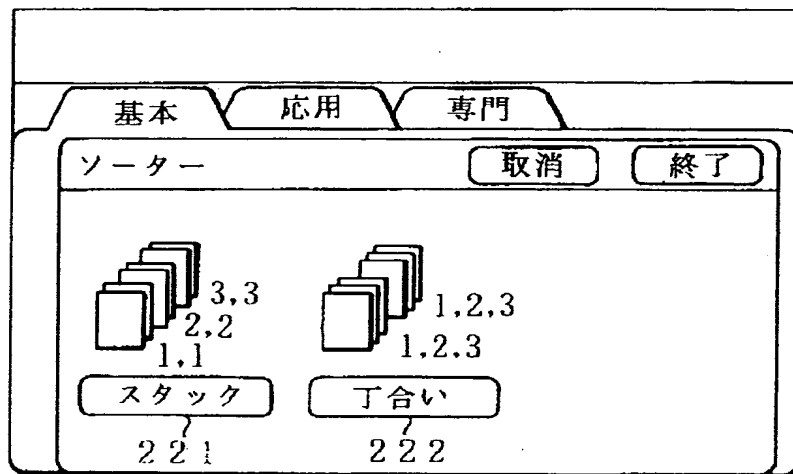 基本 応用 専門
ソーター 取消 終了
3,3
2,2
1,1
1,2,3
1,2,3
スタック 丁合い
221 222